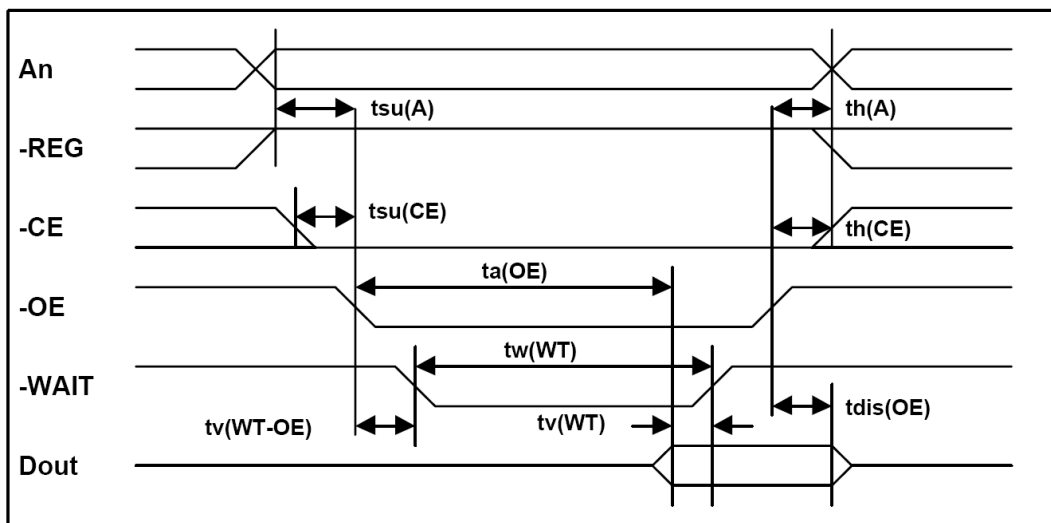 An
tsu(A)
th(A)
-REG
-CE
tsu(CE)
th(CE)
ta(OE)
-OE
tw(WT)
-WAIT
tv(WT-OE)
tv(WT)
tdis(OE)
Dout